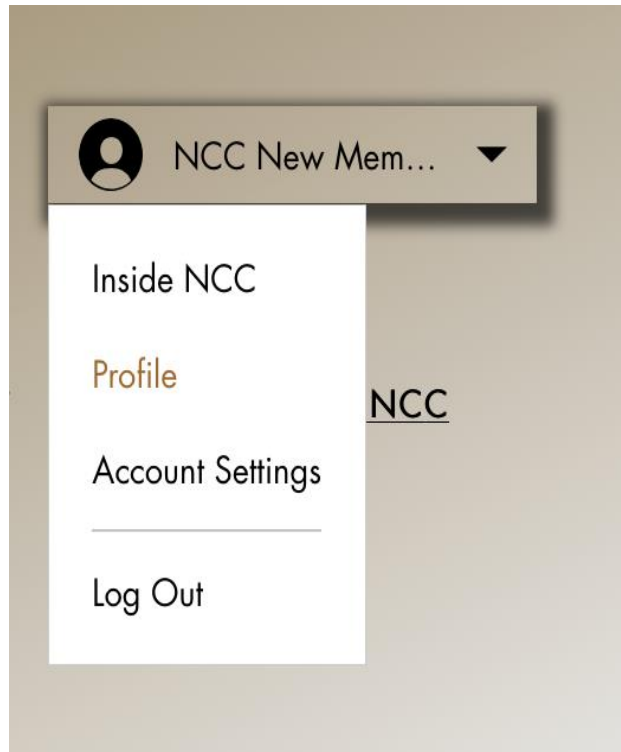 NCC New Mem...
Inside NCC
Profile
NCC
Account Settings
Log Out